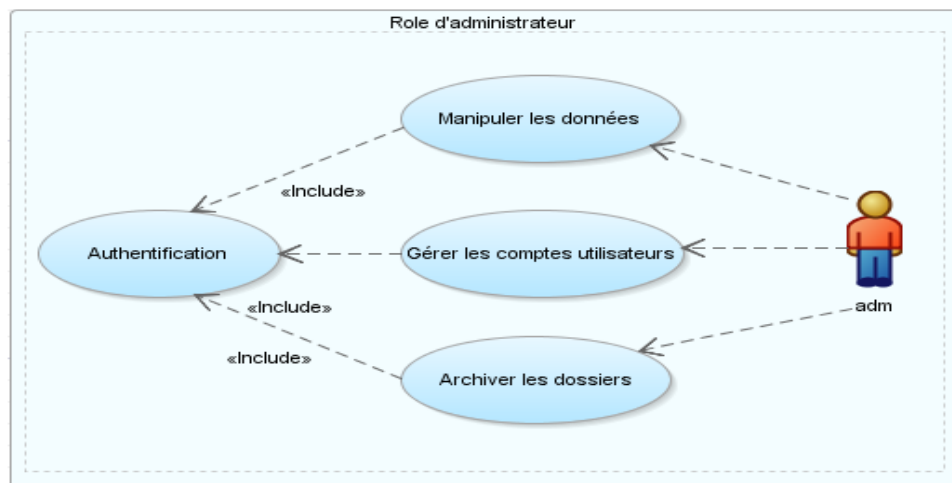 Role d'administrateur
Manipuler les données
«Include»
Authentification
Gérer les comptes utilisateurs
adm
«Include»
«Include»
Archiver les dossiers